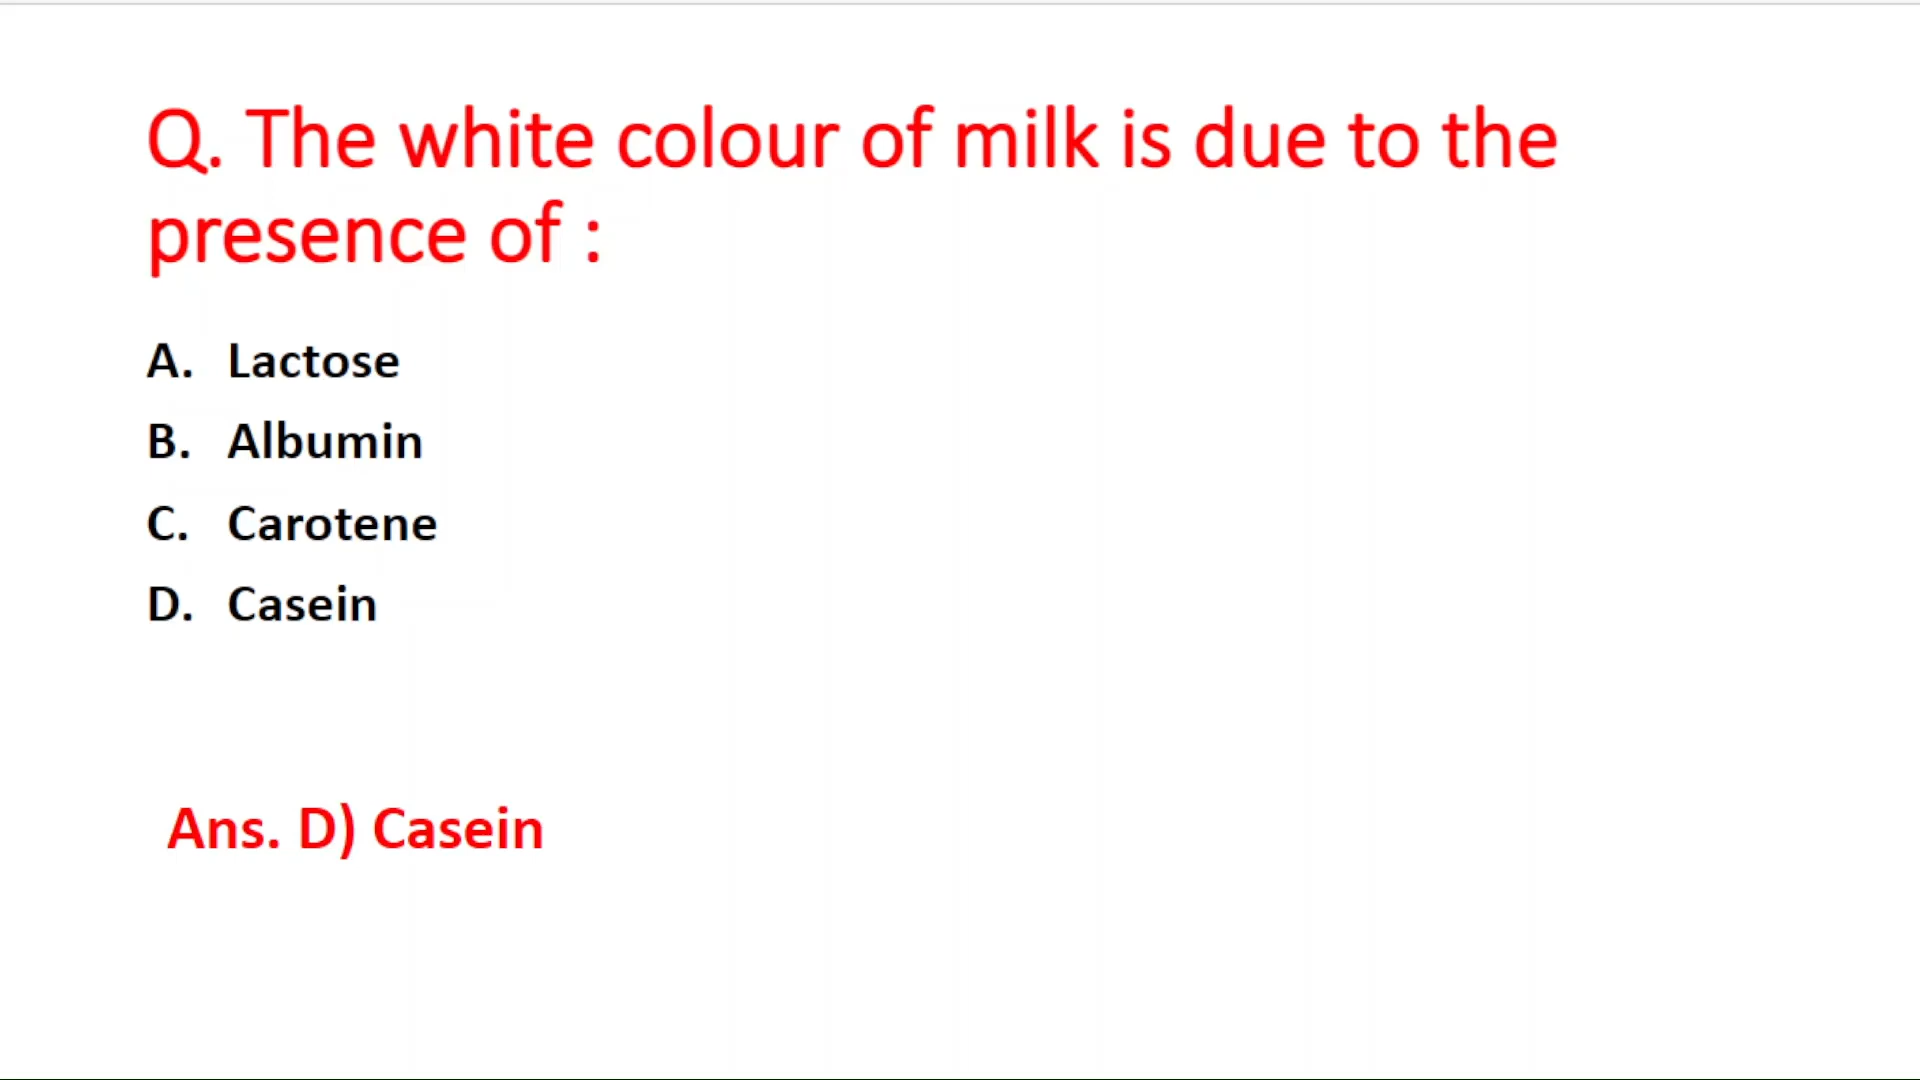 Q. The white colour of milk is due to the
presence of :
A. Lactose
B. Albumin
C. Carotene
D. Casein
Ans. D) Casein